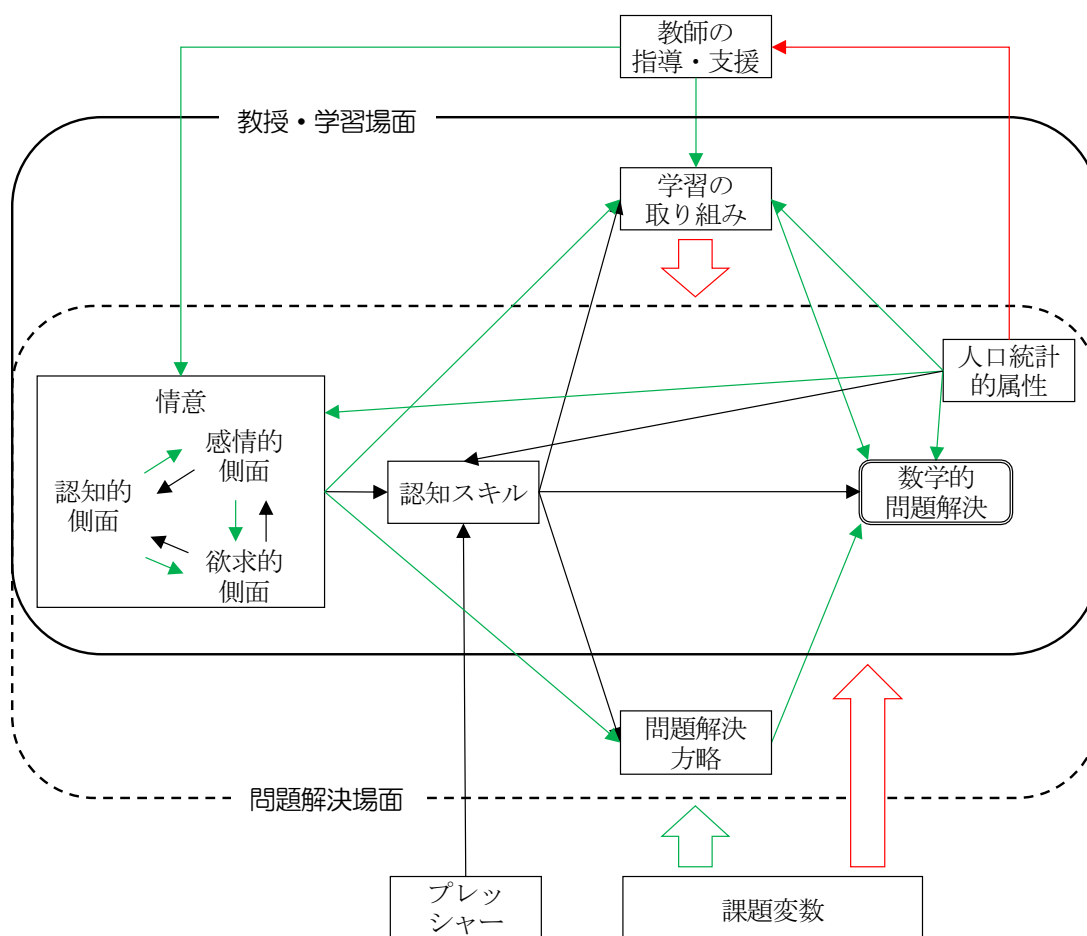 教師の
指導・支援
教授・学習場面
学習の
取り組み
人口統計
的属性
情意
感情的
側面
認知的
側面
欲求的
側面
認知スキル
数学的
問題解決
問題解決
方略
問題解決場面
プレッ
シャー
課題変数